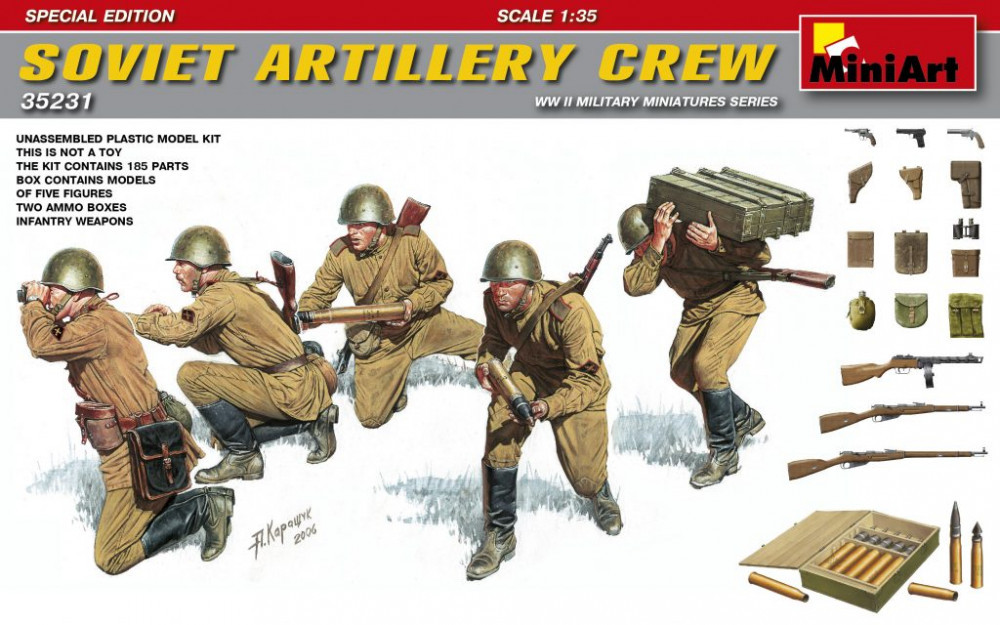 SPECIAL EDITION
SCALE 1:35
MiniArt
SOVIET ARTILLERY CREW
35231
WW II MILITARY MINIATURES SERIES
UNASSEMBLED PLASTIC MODEL KIT
THIS IS NOT A TOY
THE KIT CONTAINS 185 PARTS
BOX CONTAINS MODELS
OF FIVE FIGURES
TWO AMMO BOXES
INFANTRY WEAPONS
А.Каращук
2006